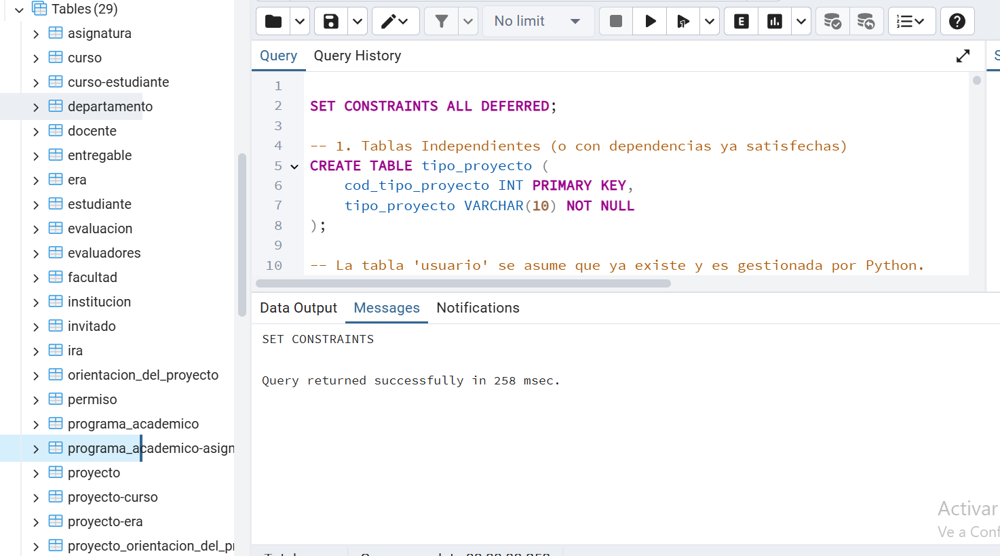 Tables (29)
asignatura
curso
curso-estudiante
departamento
docente
entregable
era
estudiante
evaluacion
evaluadores
facultad
institucion
invitado
ira
orientacion_del_proyecto
permiso
programa_academico
programa_academico-asign
proyecto
proyecto-curso
proyecto-era
proyecto_orientacion_del_pr
No limit
E
Query Query History
1
2 SET CONSTRAINTS ALL DEFERRED;
3
4 -- 1. Tablas Independientes (o con dependencias ya satisfechas)
5 CREATE TABLE tipo_proyecto (
6 cod_tipo_proyecto INT PRIMARY KEY,
7 tipo_proyecto VARCHAR(10) NOT NULL
8 );
9
10 -- La tabla 'usuario' se asume que ya existe y es gestionada por Python.
Data Output Messages Notifications
SET CONSTRAINTS
Query returned successfully in 258 msec.
Activar
Ve a Conf